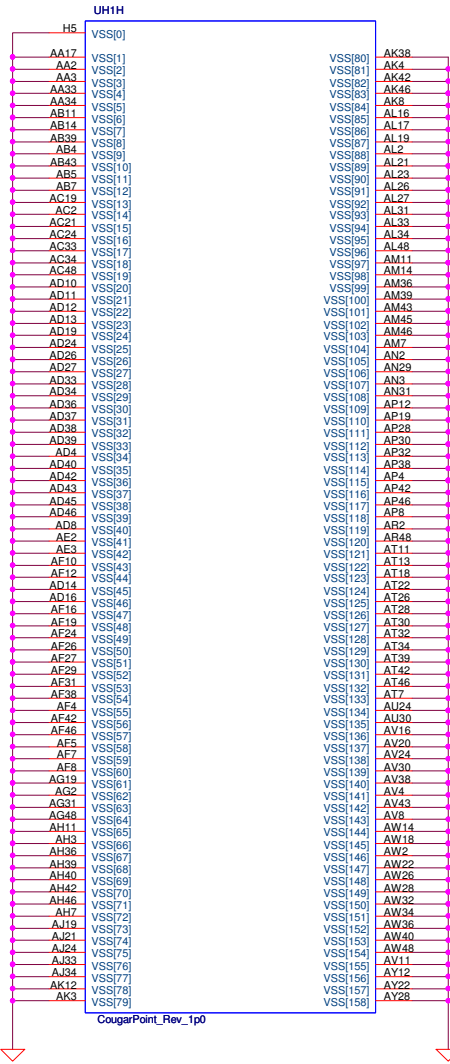 UH1H
H5 VSS[0]
AA17 VSS[1] VSS[80] AK38
AA2 VSS[2] VSS[81] AK4
AA3 VSS[3] VSS[82] AK42
AA33 VSS[4] VSS[83] AK46
AA34 VSS[5] VSS[84] AK8
AB11 VSS[6] VSS[85] AL16
AB14 VSS[7] VSS[86] AL17
AB39 VSS[8] VSS[87] AL19
AB4 VSS[9] VSS[88] AL2
AB43 VSS[10] VSS[89] AL21
AB5 VSS[11] VSS[90] AL23
AB7 VSS[12] VSS[91] AL26
AC19 VSS[13] VSS[92] AL27
AC2 VSS[14] VSS[93] AL31
AC21 VSS[15] VSS[94] AL33
AC24 VSS[16] VSS[95] AL34
AC33 VSS[17] VSS[96] AL48
AC34 VSS[18] VSS[97] AM11
AC48 VSS[19] VSS[98] AM14
AD10 VSS[20] VSS[99] AM36
AD11 VSS[21] VSS[100] AM39
AD12 VSS[22] VSS[101] AM43
AD13 VSS[23] VSS[102] AM45
AD19 VSS[24] VSS[103] AM46
AD24 VSS[25] VSS[104] AM7
AD26 VSS[26] VSS[105] AN2
AD27 VSS[27] VSS[106] AN29
AD33 VSS[28] VSS[107] AN3
AD34 VSS[29] VSS[108] AN31
AD36 VSS[30] VSS[109] AP12
AD37 VSS[31] VSS[110] AP19
AD38 VSS[32] VSS[111] AP28
AD39 VSS[33] VSS[112] AP30
AD4 VSS[34] VSS[113] AP32
AD40 VSS[35] VSS[114] AP38
AD42 VSS[36] VSS[115] AP4
AD43 VSS[37] VSS[116] AP42
AD45 VSS[38] VSS[117] AP46
AD46 VSS[39] VSS[118] AP8
AD8 VSS[40] VSS[119] AR2
AE2 VSS[41] VSS[120] AR48
AE3 VSS[42] VSS[121] AT11
AF10 VSS[43] VSS[122] AT13
AF12 VSS[44] VSS[123] AT18
AD14 VSS[45] VSS[124] AT22
AD16 VSS[46] VSS[125] AT26
AF16 VSS[47] VSS[126] AT28
AF19 VSS[48] VSS[127] AT30
AF24 VSS[49] VSS[128] AT32
AF26 VSS[50] VSS[129] AT34
AF27 VSS[51] VSS[130] AT39
AF29 VSS[52] VSS[131] AT42
AF31 VSS[53] VSS[132] AT46
AF38 VSS[54] VSS[133] AT7
AF4 VSS[55] VSS[134] AU24
AF42 VSS[56] VSS[135] AU30
AF46 VSS[57] VSS[136] AV16
AF5 VSS[58] VSS[137] AV20
AF7 VSS[59] VSS[138] AV24
AF8 VSS[60] VSS[139] AV30
AG19 VSS[61] VSS[140] AV38
AG2 VSS[62] VSS[141] AV4
AG31 VSS[63] VSS[142] AV43
AG48 VSS[64] VSS[143] AV8
AH11 VSS[65] VSS[144] AW14
AH3 VSS[66] VSS[145] AW18
AH36 VSS[67] VSS[146] AW2
AH39 VSS[68] VSS[147] AW22
AH40 VSS[69] VSS[148] AW26
AH42 VSS[70] VSS[149] AW28
AH46 VSS[71] VSS[150] AW32
AH7 VSS[72] VSS[151] AW34
AJ19 VSS[73] VSS[152] AW36
AJ21 VSS[74] VSS[153] AW40
AJ24 VSS[75] VSS[154] AW48
AJ33 VSS[76] VSS[155] AV11
AJ34 VSS[77] VSS[156] AY12
AK12 VSS[78] VSS[157] AY22
AK3 VSS[79] VSS[158] AY28
CougarPoint_Rev_1p0